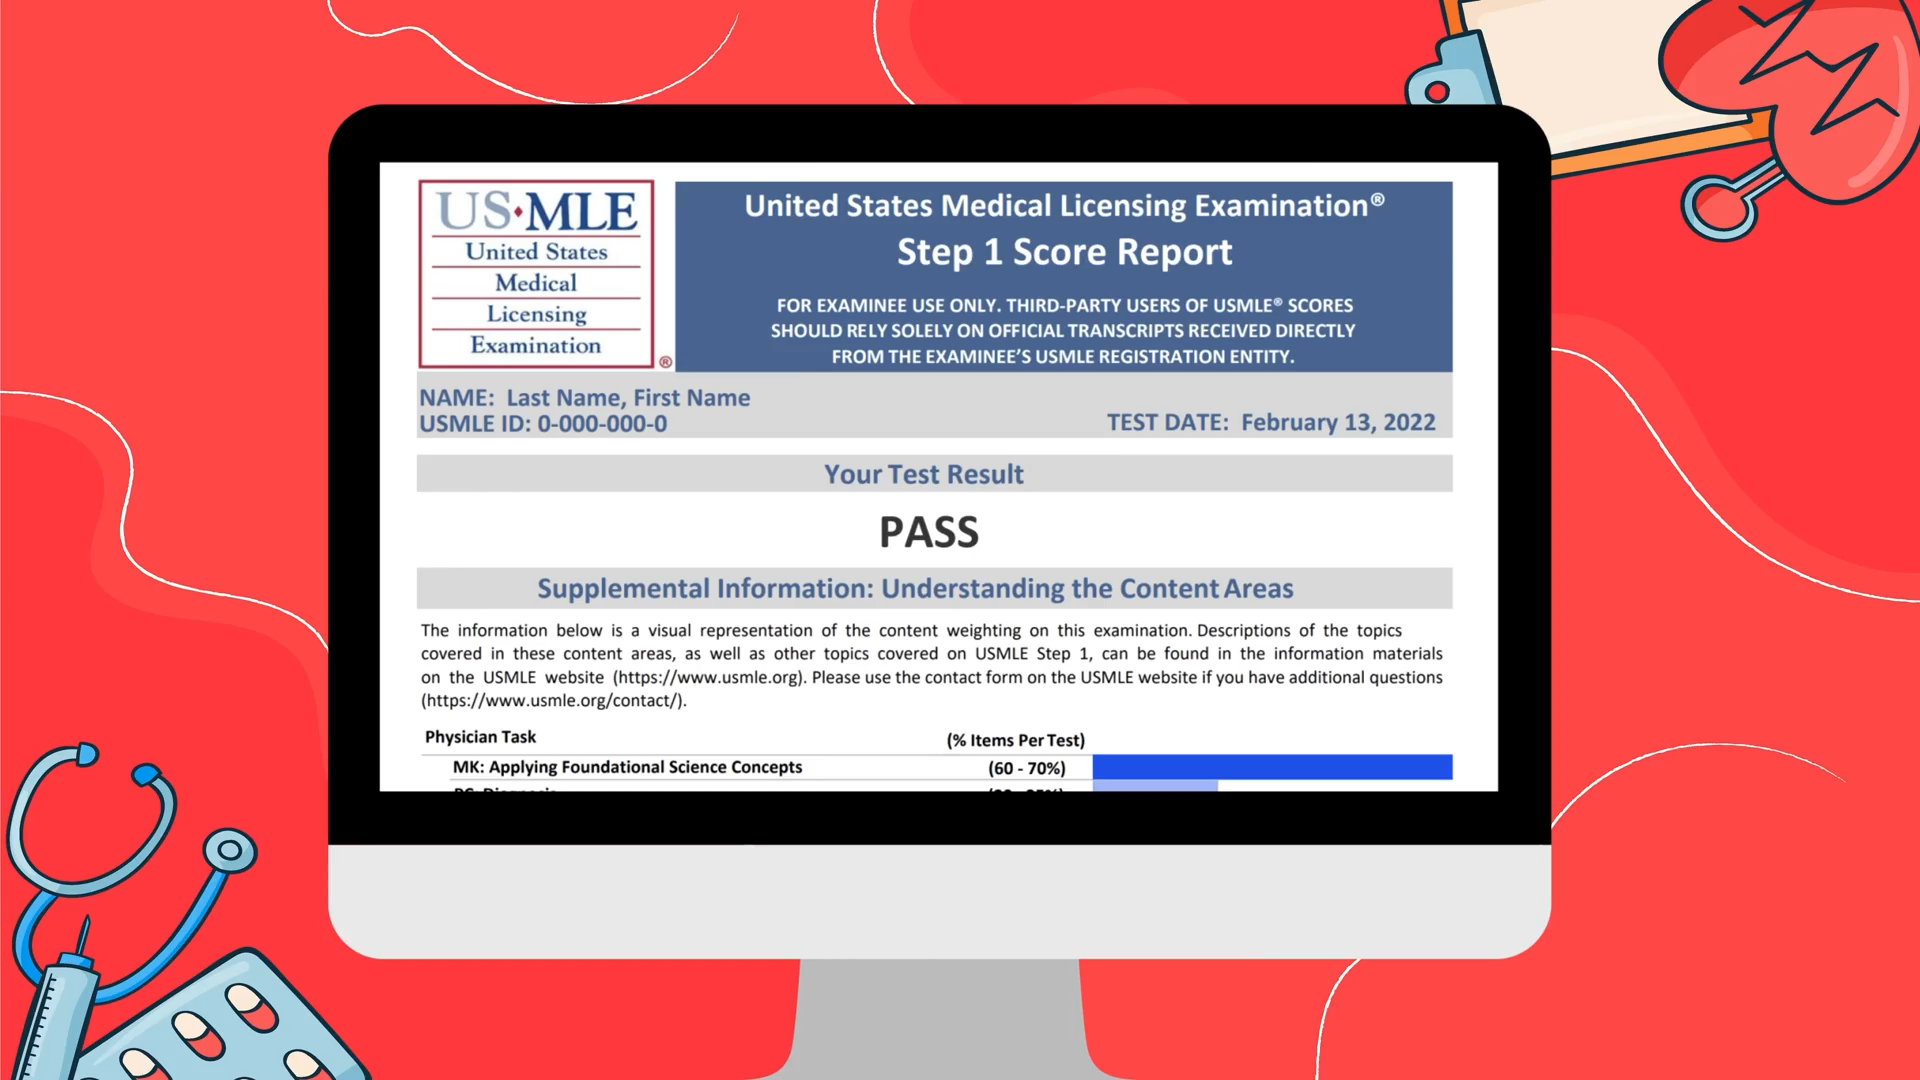 US·MLE
United States
Medical
Licensing
Examination
®
United States Medical Licensing Examination®
Step 1 Score Report
FOR EXAMINEE USE ONLY. THIRD-PARTY USERS OF USMLE® SCORES
SHOULD RELY SOLELY ON OFFICIAL TRANSCRIPTS RECEIVED DIRECTLY
FROM THE EXAMINEE'S USMLE REGISTRATION ENTITY.
NAME: Last Name, First Name
USMLE ID: 0-000-000-0
TEST DATE: February 13, 2022
Your Test Result
PASS
Supplemental Information: Understanding the Content Areas
The information below is a visual representation of the content weighting on this examination. Descriptions of the topics
covered in these content areas, as well as other topics covered on USMLE Step 1, can be found in the information materials
on the USMLE website (https://www.usmle.org). Please use the contact form on the USMLE website if you have additional questions
(https://www.usmle.org/contact/).
Physician Task (% Items Per Test)
MK: Applying Foundational Science Concepts (60 - 70%)